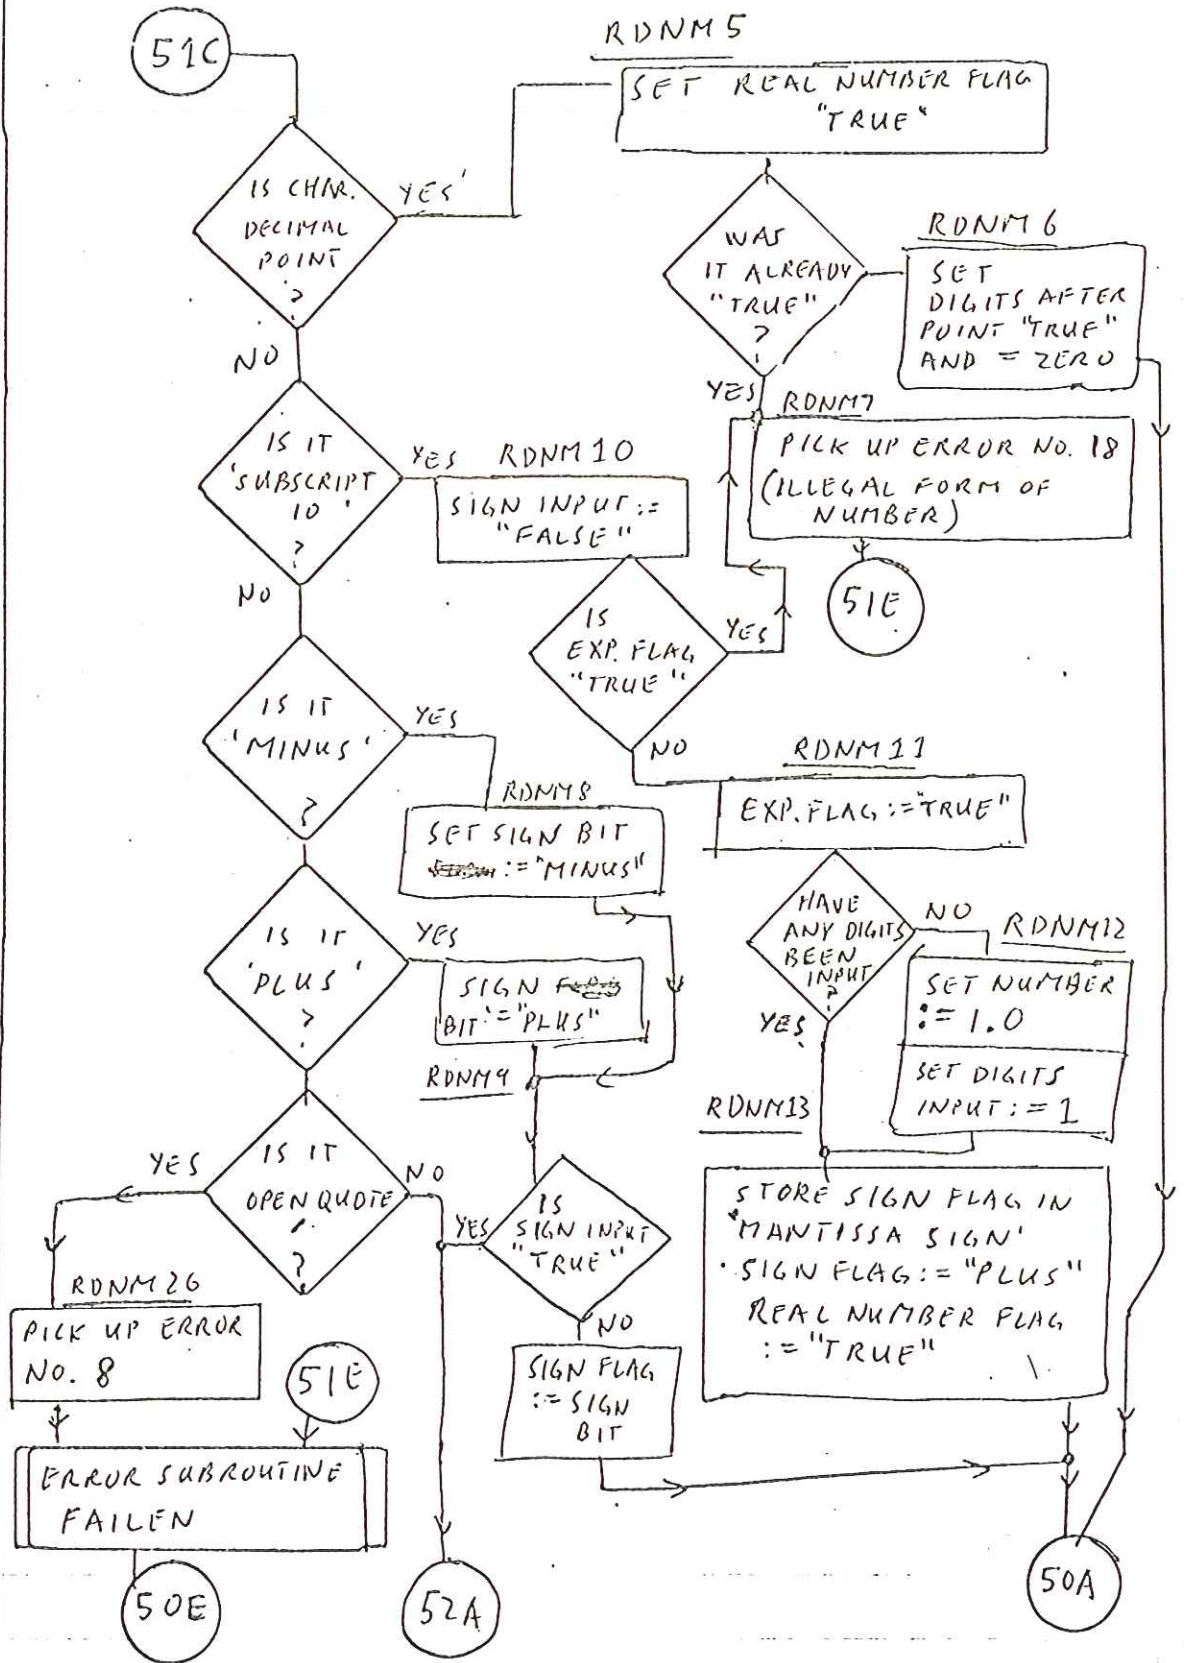 51C
RDNM5
SET REAL NUMBER FLAG
"TRUE"
IS CHAR.
DECIMAL
POINT
?
YES
NO
WAS
IT ALREADY
"TRUE"
?
YES
RDNM6
SET
DIGITS AFTER
POINT "TRUE"
AND = ZERO
RDNM7
PICK UP ERROR NO. 18
(ILLEGAL FORM OF
NUMBER)
51E
IS IT
'SUBSCRIPT
10'
?
YES
NO
RDNM10
SIGN INPUT :=
"FALSE"
IS
EXP. FLAG
"TRUE"
YES
NO
RDNM11
EXP. FLAG := "TRUE"
IS IT
'MINUS'
?
YES
RDNM8
SET SIGN BIT
:= "MINUS"
HAVE
ANY DIGITS
BEEN
INPUT
?
NO
YES
RDNM12
SET NUMBER
:= 1.0
SET DIGITS
INPUT := 1
IS IT
'PLUS'
?
YES
SIGN
BIT := "PLUS"
RDNM9
RDNM13
IS IT
OPEN QUOTE
?
YES
NO
IS
SIGN INPUT
"TRUE"
YES
NO
STORE SIGN FLAG IN
'MANTISSA SIGN'
SIGN FLAG := "PLUS"
REAL NUMBER FLAG
:= "TRUE"
RDNM26
PICK UP ERROR
NO. 8
51E
SIGN FLAG
:= SIGN
BIT
ERROR SUBROUTINE
FAILEN
50E
52A
50A